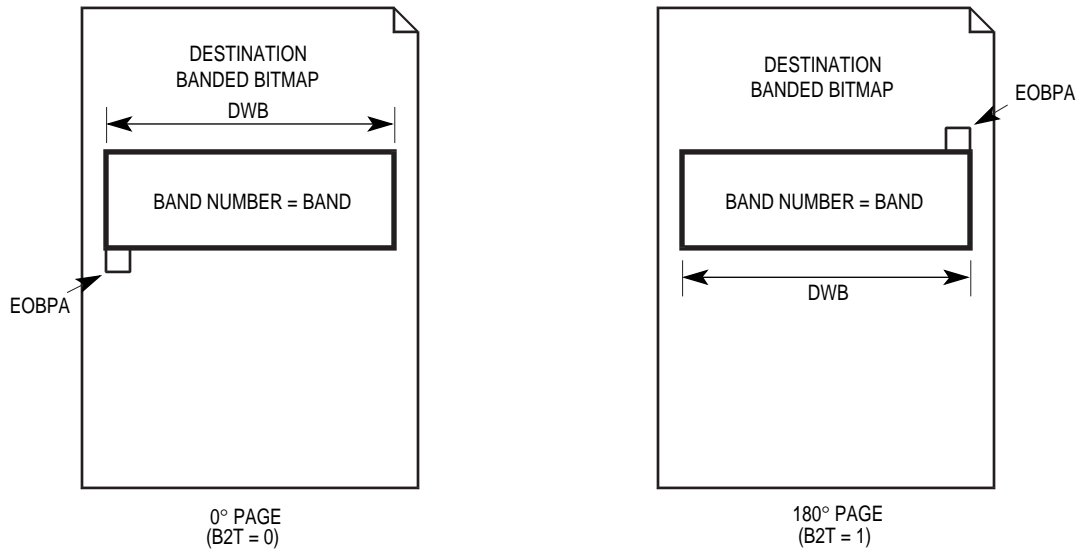 DESTINATION
BANDED BITMAP
DWB
BAND NUMBER = BAND
EOBPA
0° PAGE
(B2T = 0)
DESTINATION
BANDED BITMAP
EOBPA
BAND NUMBER = BAND
DWB
180° PAGE
(B2T = 1)